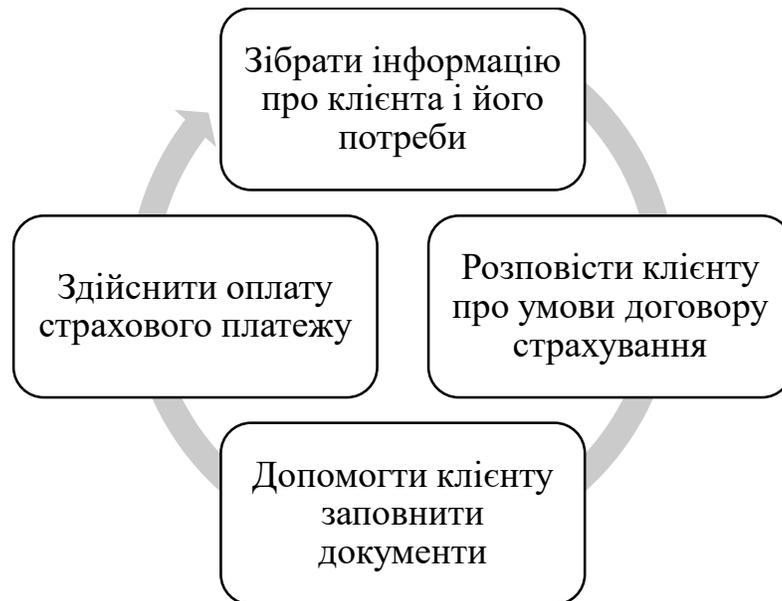 Зібрати інформацію
про клієнта і його
потреби
Розповісти клієнту
про умови договору
страхування
Допомогти клієнту
заповнити
документи
Здійснити оплату
страхового платежу